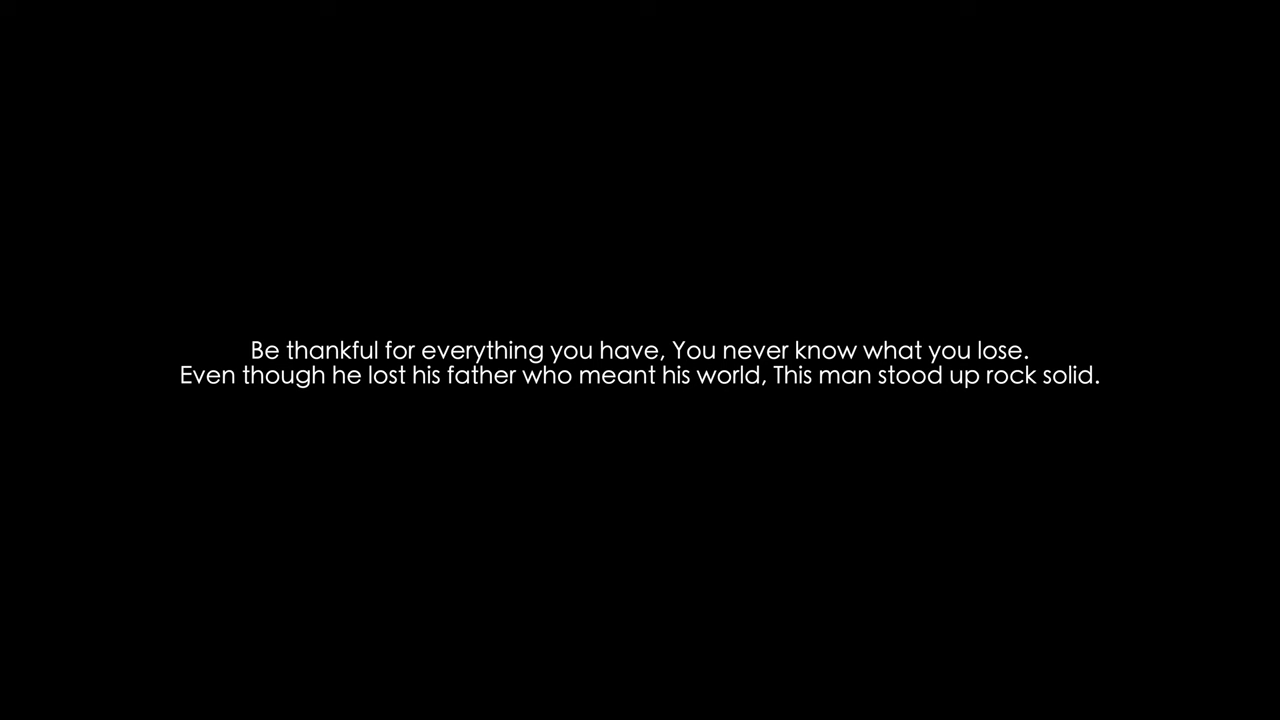 Be thankful for everything you have, You never know what you lose.
Even though he lost his father who meant his world, This man stood up rock solid.